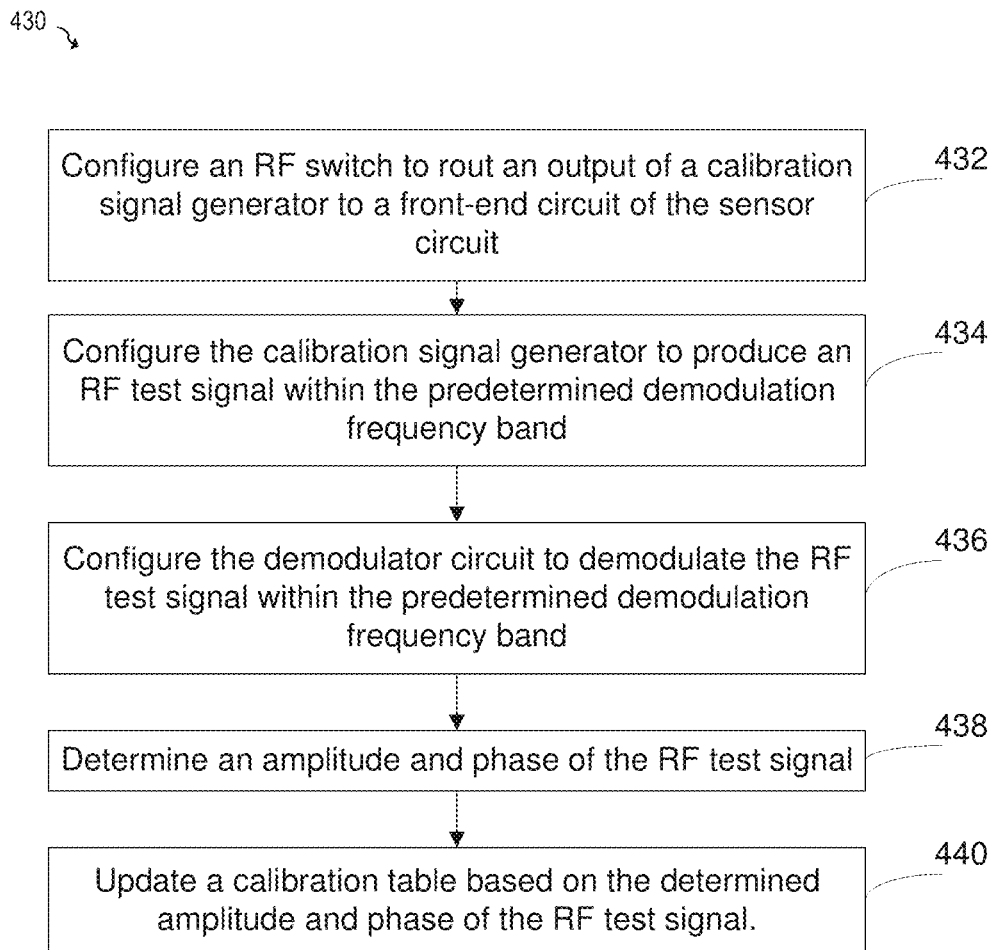 430
Configure an RF switch to rout an output of a calibration
signal generator to a front-end circuit of the sensor
circuit
432
Configure the calibration signal generator to produce an
RF test signal within the predetermined demodulation
frequency band
434
Configure the demodulator circuit to demodulate the RF
test signal within the predetermined demodulation
frequency band
436
Determine an amplitude and phase of the RF test signal
438
Update a calibration table based on the determined
amplitude and phase of the RF test signal.
440